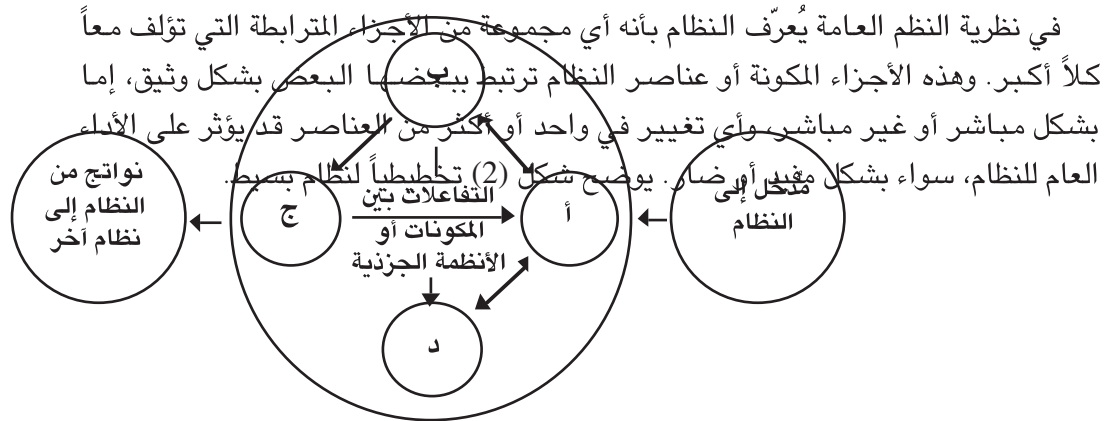 في نظرية النظم العامة يُعرّف النظام بأنه أي مجموعة من الأجزاء المترابطة التي تؤلف معاً
كلاً أكبر. وهذه الأجزاء المكونة أو عناصر النظام ترتبط ببعضها البعض بشكل وثيق، إما
بشكل مباشر أو غير مباشر، وأي تغيير في واحد أو أكثر من العناصر قد يؤثر على الأداء
العام للنظام، سواء بشكل مفيد أو ضار. يوضح شكل (2) تخطيطياً لنظام بسيط.
مدخل إلى
النظام
أ
ب
ج
د
التفاعلات بين
المكونات أو
الأنظمة الجزذية
نواتج من
النظام إلى
نظام آخر